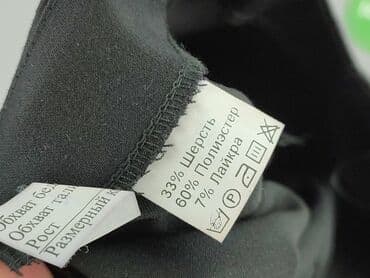 33% Шерсть
60% Полиэстер
7% Лайкра
Обхват
Обхват
Рост
Размерный